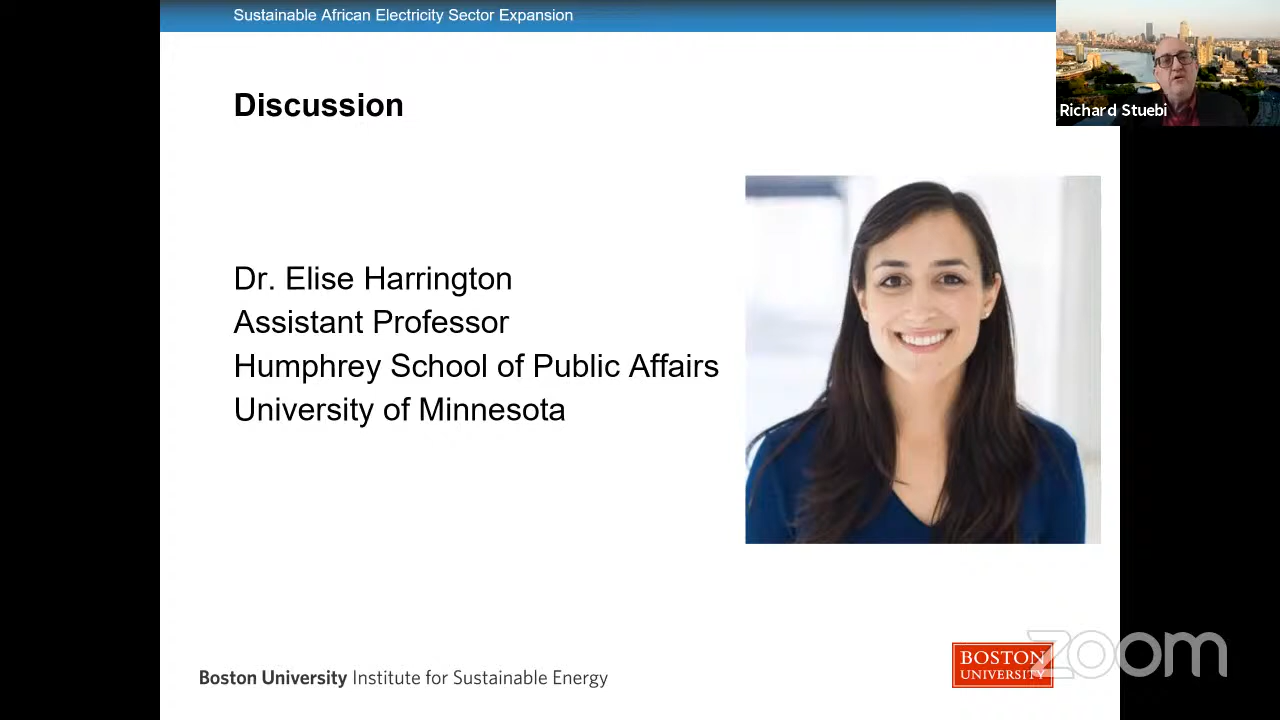 Sustainable African Electricity Sector Expansion
Richard Stuebi
Discussion
Dr. Elise Harrington
Assistant Professor
Humphrey School of Public Affairs
University of Minnesota
Boston University Institute for Sustainable Energy
BOSTON
UNIVERSITY
zoom